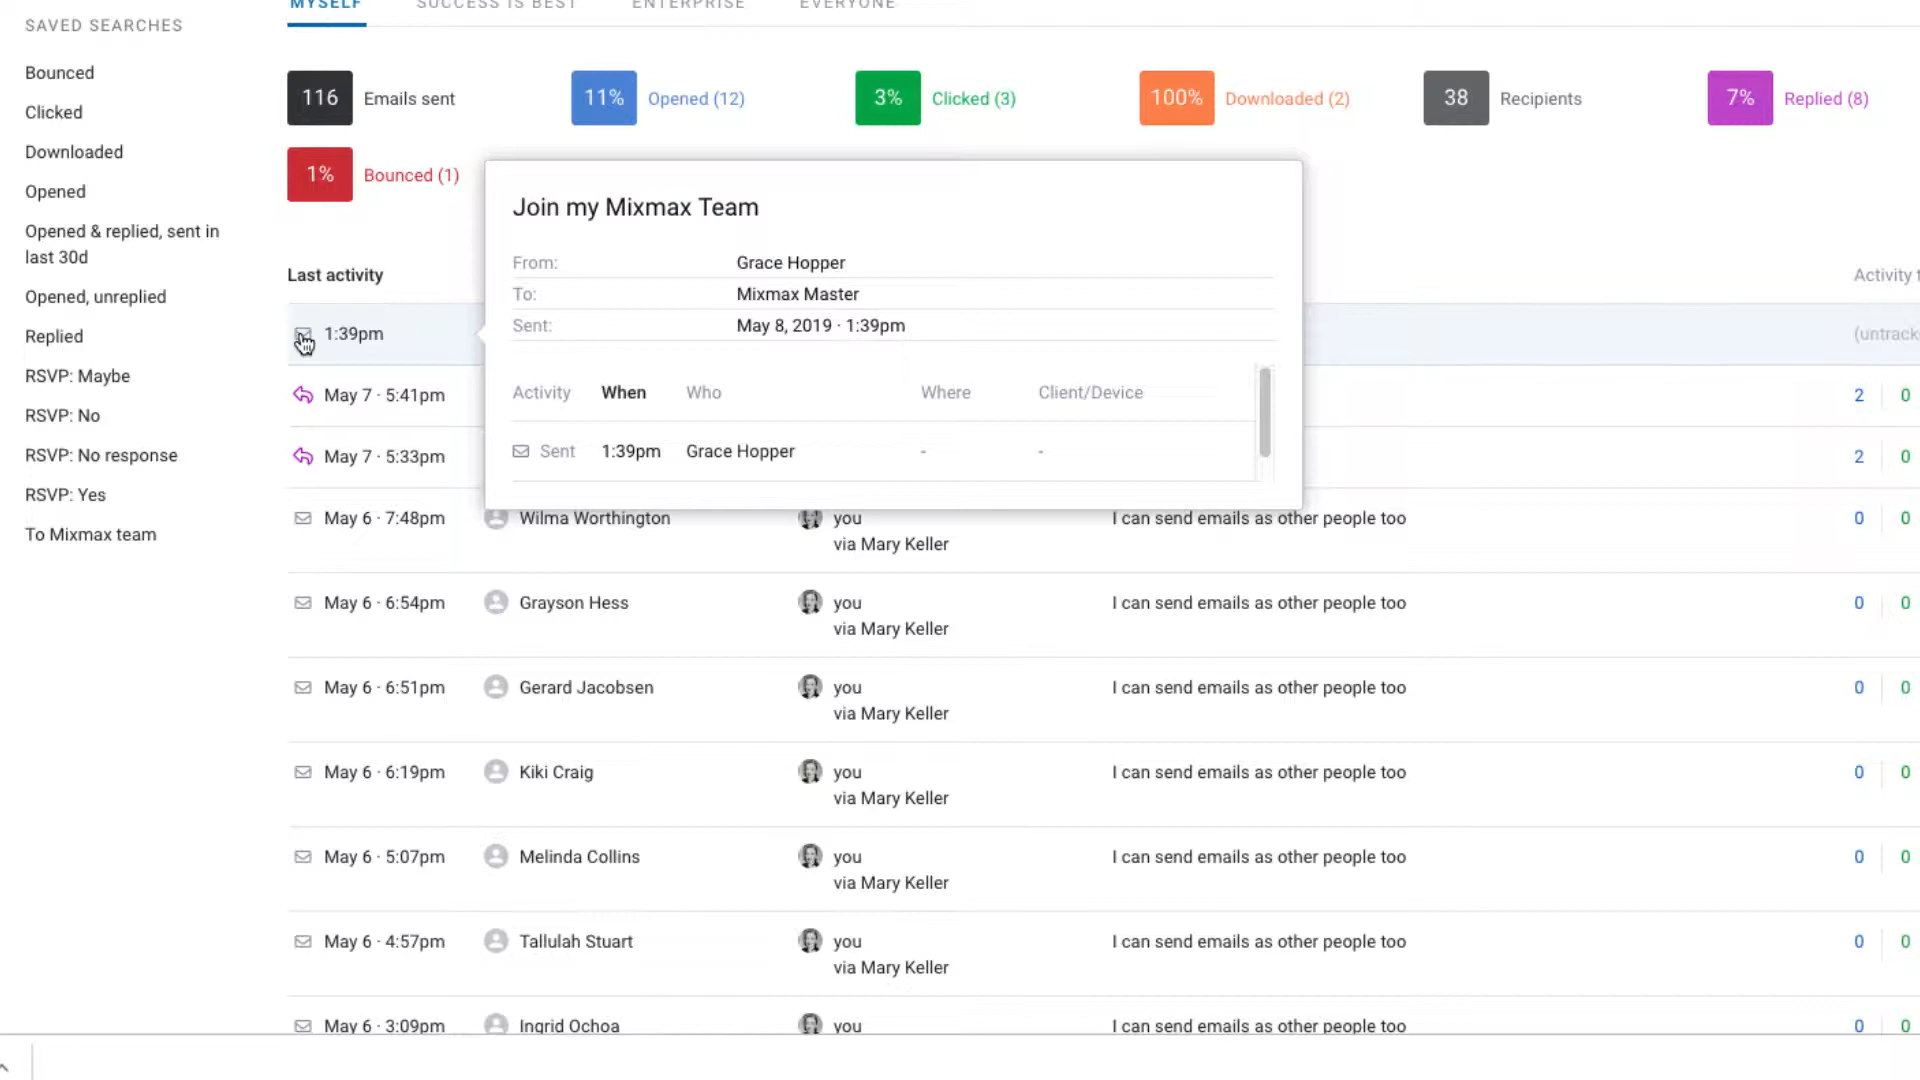 MYSELF SUCCESS IS BEST ENTERPRISE EVERYONE
SAVED SEARCHES
Bounced
Clicked
Downloaded
Opened
Opened & replied, sent in
last 30d
Opened, unreplied
Replied
RSVP: Maybe
RSVP: No
RSVP: No response
RSVP: Yes
To Mixmax team
116 Emails sent 11% Opened (12) 3% Clicked (3) 100% Downloaded (2) 38 Recipients 7% Replied (8)
1% Bounced (1)
Join my Mixmax Team
From: Grace Hopper
To: Mixmax Master
Sent: May 8, 2019 · 1:39pm
Activity When Who Where Client/Device
Sent 1:39pm Grace Hopper - -
Last activity Activity t
1:39pm (untrack
May 7 · 5:41pm 2 0
May 7 · 5:33pm 2 0
May 6 · 7:48pm Wilma Worthington you I can send emails as other people too 0 0
via Mary Keller
May 6 · 6:54pm Grayson Hess you I can send emails as other people too 0 0
via Mary Keller
May 6 · 6:51pm Gerard Jacobsen you I can send emails as other people too 0 0
via Mary Keller
May 6 · 6:19pm Kiki Craig you I can send emails as other people too 0 0
via Mary Keller
May 6 · 5:07pm Melinda Collins you I can send emails as other people too 0 0
via Mary Keller
May 6 · 4:57pm Tallulah Stuart you I can send emails as other people too 0 0
via Mary Keller
May 6 · 3:09pm Ingrid Ochoa you I can send emails as other people too 0 0